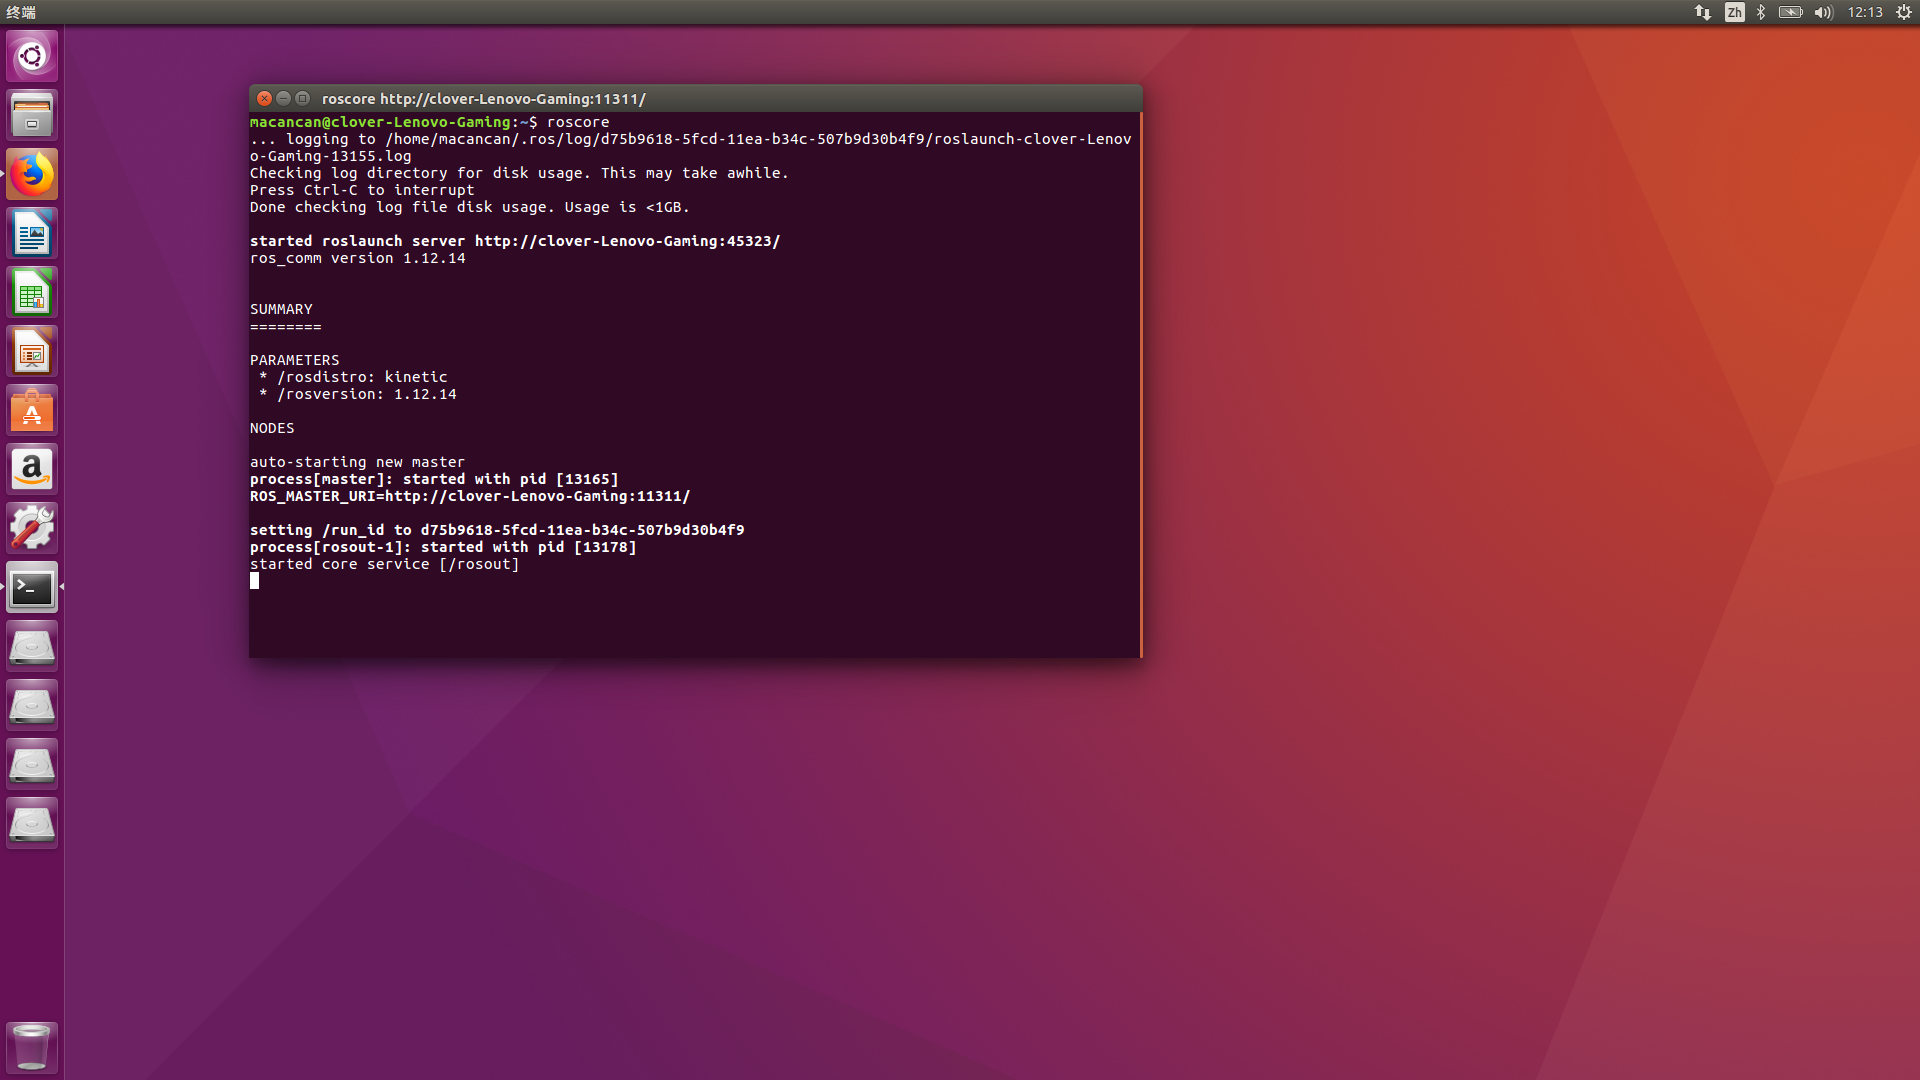 终端
Zh
12:13
roscore http://clover-Lenovo-Gaming:11311/
macancan@clover-Lenovo-Gaming:~$ roscore
... logging to /home/macancan/.ros/log/d75b9618-5fcd-11ea-b34c-507b9d30b4f9/roslaunch-clover-Lenov
o-Gaming-13155.log
Checking log directory for disk usage. This may take awhile.
Press Ctrl-C to interrupt
Done checking log file disk usage. Usage is <1GB.
started roslaunch server http://clover-Lenovo-Gaming:45323/
ros_comm version 1.12.14
SUMMARY
========
PARAMETERS
 * /rosdistro: kinetic
 * /rosversion: 1.12.14
NODES
auto-starting new master
process[master]: started with pid [13165]
ROS_MASTER_URI=http://clover-Lenovo-Gaming:11311/
setting /run_id to d75b9618-5fcd-11ea-b34c-507b9d30b4f9
process[rosout-1]: started with pid [13178]
started core service [/rosout]